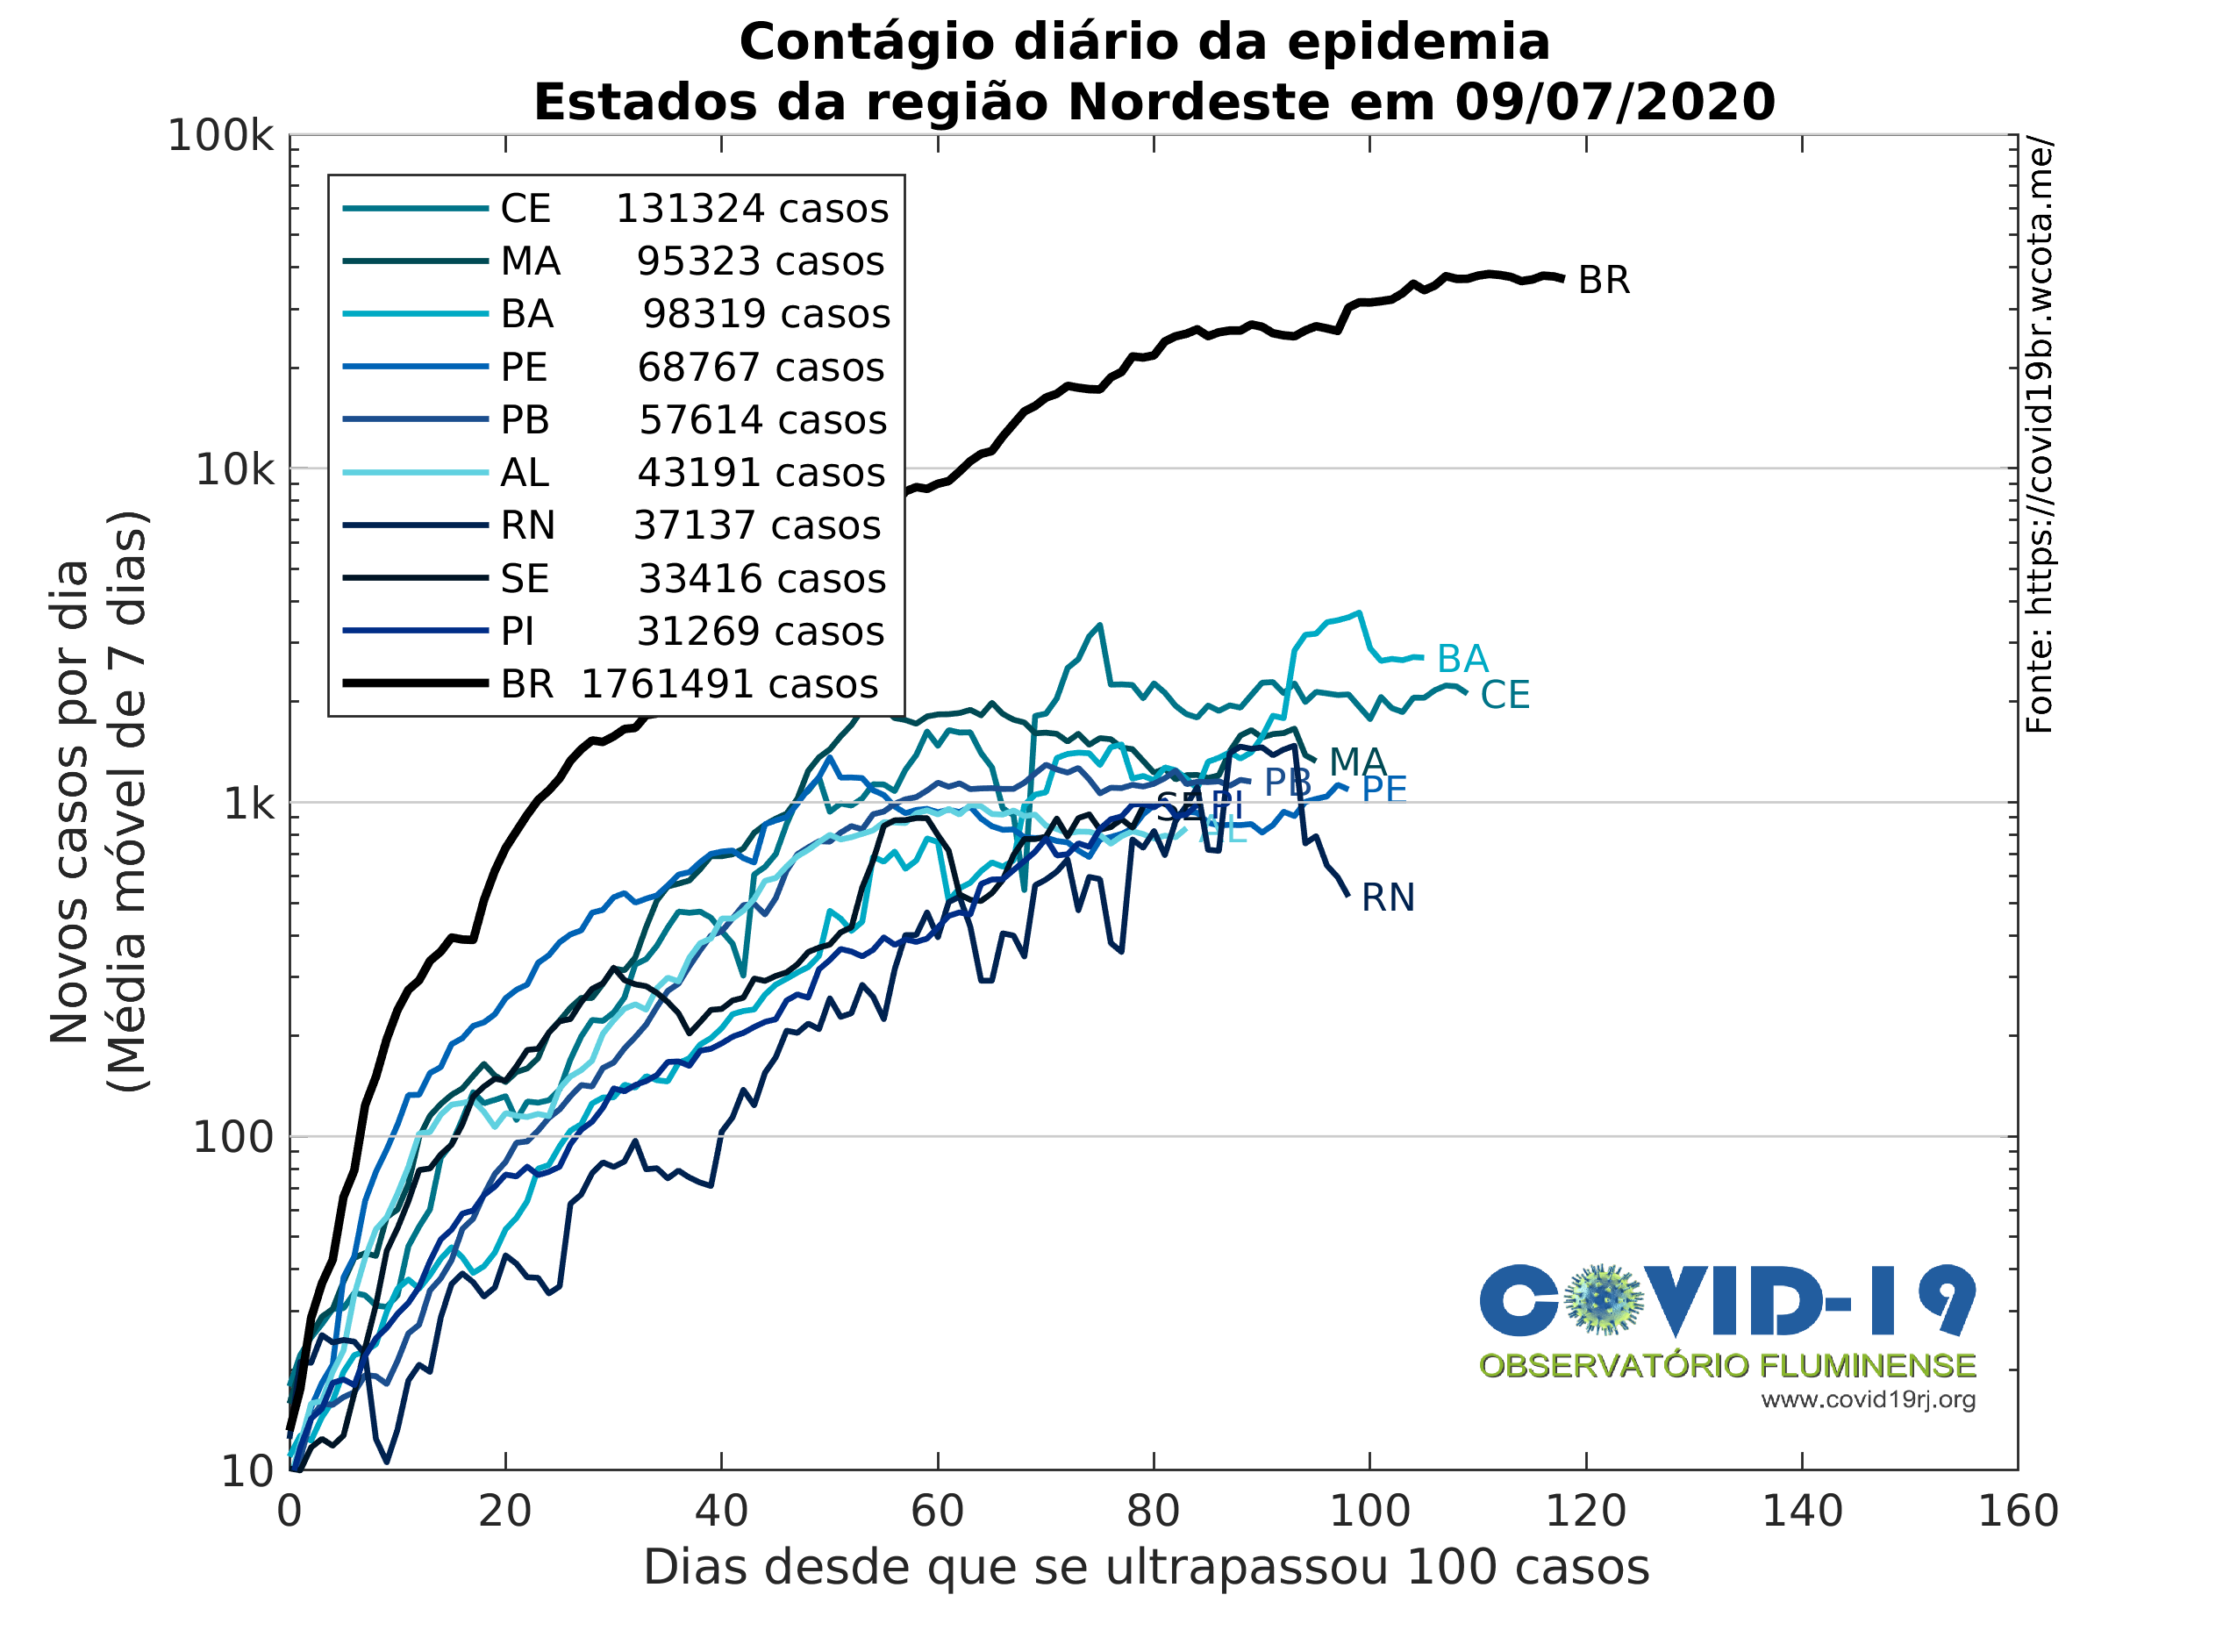 Contágio diário da epidemia
Estados da região Nordeste em 09/07/2020
100k
10k
1k
100
10
Novos casos por dia
(Média móvel de 7 dias)
CE 131324 casos
MA 95323 casos
BA 98319 casos
PE 68767 casos
PB 57614 casos
AL 43191 casos
RN 37137 casos
SE 33416 casos
PI 31269 casos
BR 1761491 casos
BR
BA
CE
MA
PB
PE
SE
PI
AL
RN
Fonte: https://covid19br.wcota.me/
COVID-19
OBSERVATÓRIO FLUMINENSE
www.covid19rj.org
0 20 40 60 80 100 120 140 160
Dias desde que se ultrapassou 100 casos